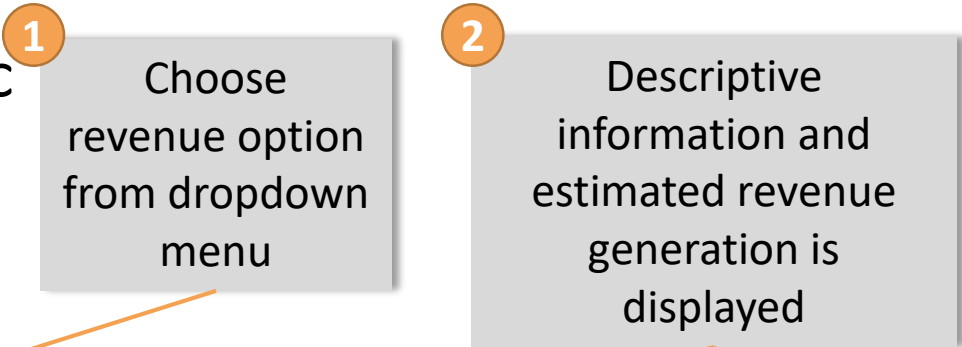 1
C
Choose
revenue option
from dropdown
menu
2
Descriptive
information and
estimated revenue
generation is
displayed